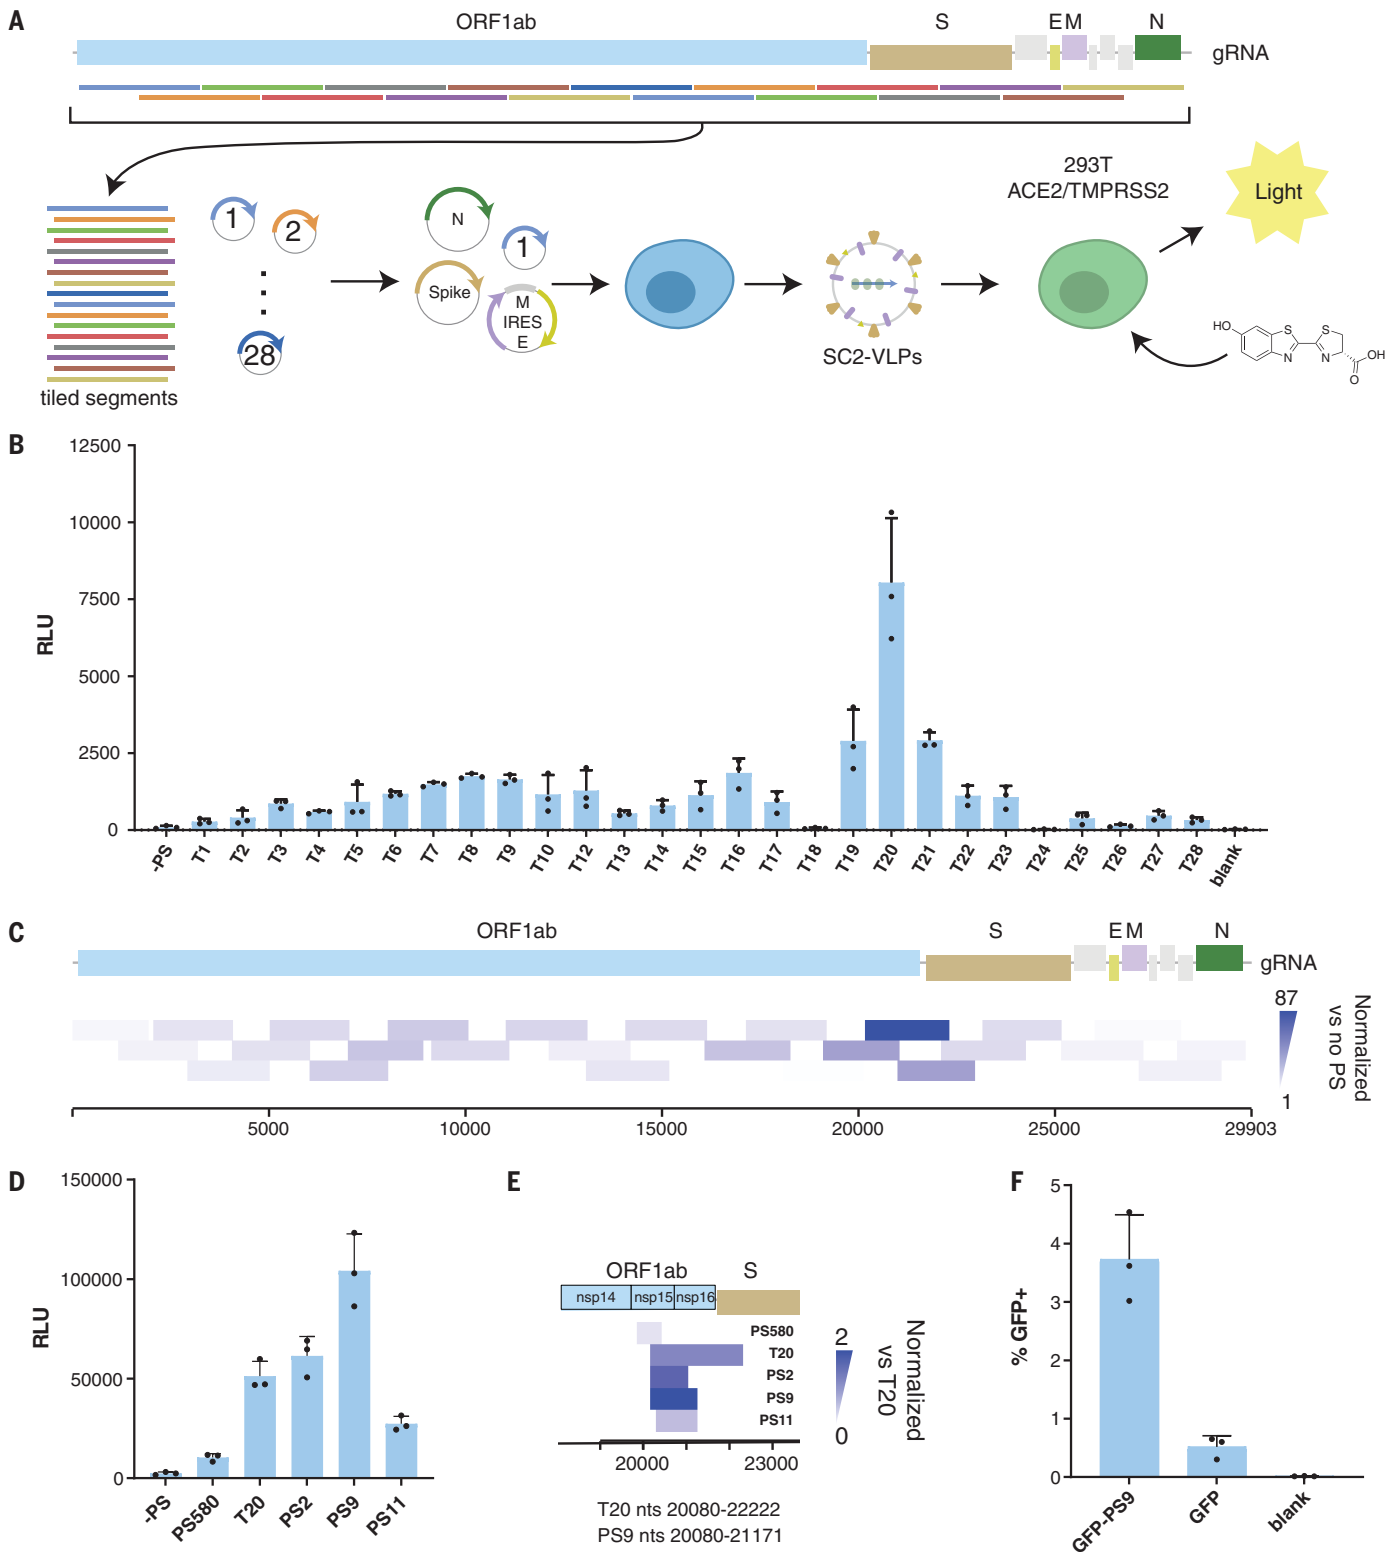 A
ORF1ab
S
E M
N
gRNA
1
2
28
tiled segments
N
1
Spike
M
IRES
E
SC2-VLPs
293T
ACE2/TMPRSS2
Light
HO
S
N
S
N
OH
O
B
RLU
12500
10000
7500
5000
2500
0
-PS
T1
T2
T3
T4
T5
T6
T7
T8
T9
T10
T12
T13
T14
T15
T16
T17
T18
T19
T20
T21
T22
T23
T24
T25
T26
T27
T28
blank
C
ORF1ab
S
E M
N
gRNA
87
1
Normalized
vs no PS
5000
10000
15000
20000
25000
29903
D
RLU
150000
100000
50000
0
-PS
PS580
T20
PS2
PS9
PS11
E
ORF1ab
S
nsp14
nsp15
nsp16
PS580
T20
PS2
PS9
PS11
2
0
Normalized
vs T20
20000
23000
T20 nts 20080-22222
PS9 nts 20080-21171
F
% GFP+
5
4
3
2
1
0
GFP-PS9
GFP
blank